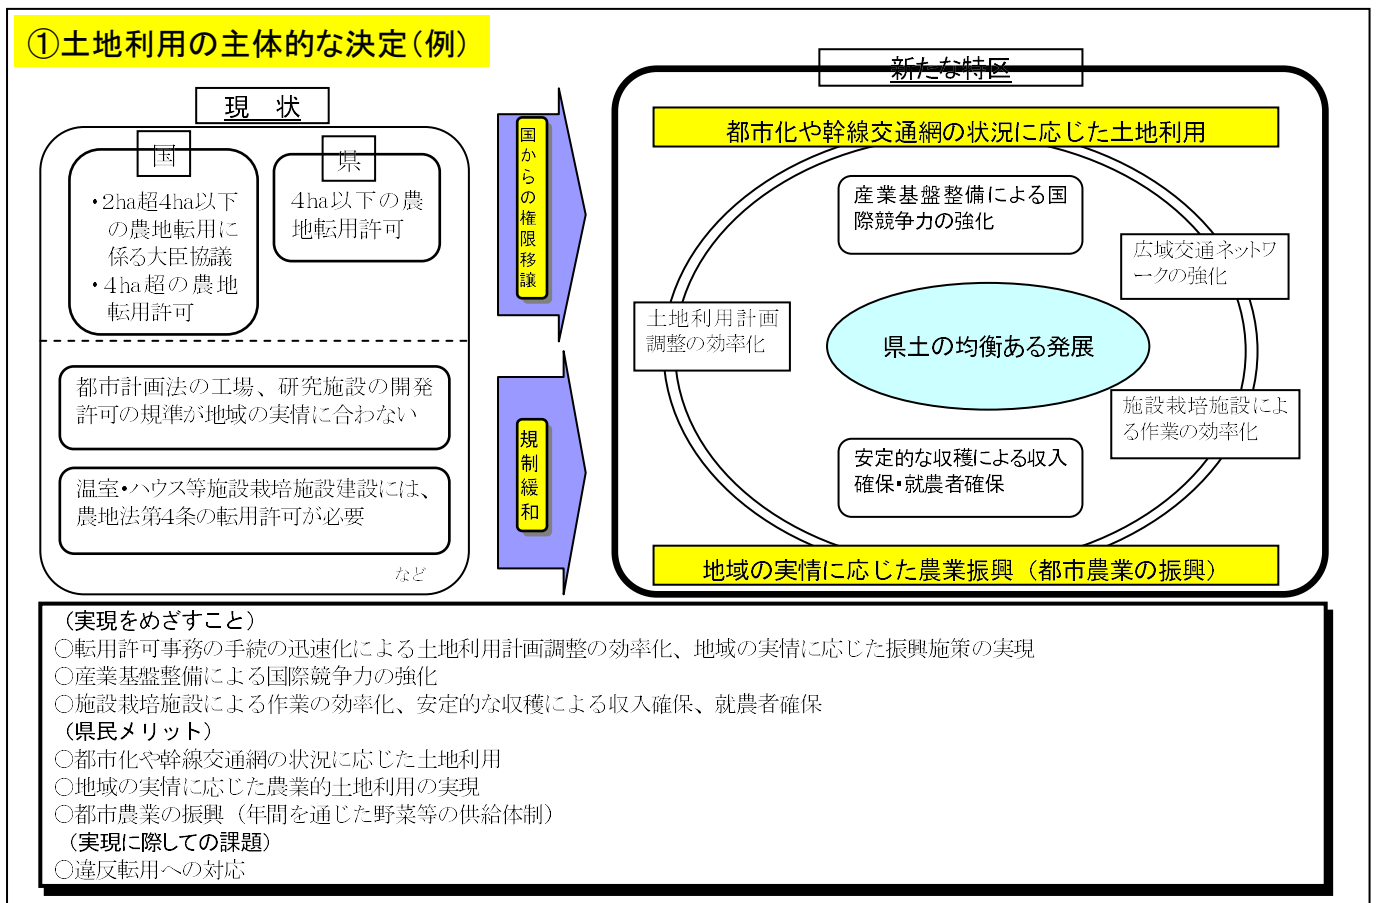 ①土地利用の主体的な決定（例）
現　状
国
・2ha超4ha以下
の農地転用に
係る大臣協議
・4ha超の農地
転用許可
県
4ha以下の農
地転用許可
都市計画法の工場、研究施設の開発
許可の規準が地域の実情に合わない
温室・ハウス等施設栽培施設建設には、
農地法第4条の転用許可が必要
など
国からの権限移譲
規制緩和
新たな特区
都市化や幹線交通網の状況に応じた土地利用
産業基盤整備による国
際競争力の強化
広域交通ネットワ
ークの強化
土地利用計画
調整の効率化
県土の均衡ある発展
施設栽培施設によ
る作業の効率化
安定的な収穫による収入
確保・就農者確保
地域の実情に応じた農業振興（都市農業の振興）
（実現をめざすこと）
○転用許可事務の手続の迅速化による土地利用計画調整の効率化、地域の実情に応じた振興施策の実現
○産業基盤整備による国際競争力の強化
○施設栽培施設による作業の効率化、安定的な収穫による収入確保、就農者確保
（県民メリット）
○都市化や幹線交通網の状況に応じた土地利用
○地域の実情に応じた農業的土地利用の実現
○都市農業の振興（年間を通じた野菜等の供給体制）
（実現に際しての課題）
○違反転用への対応